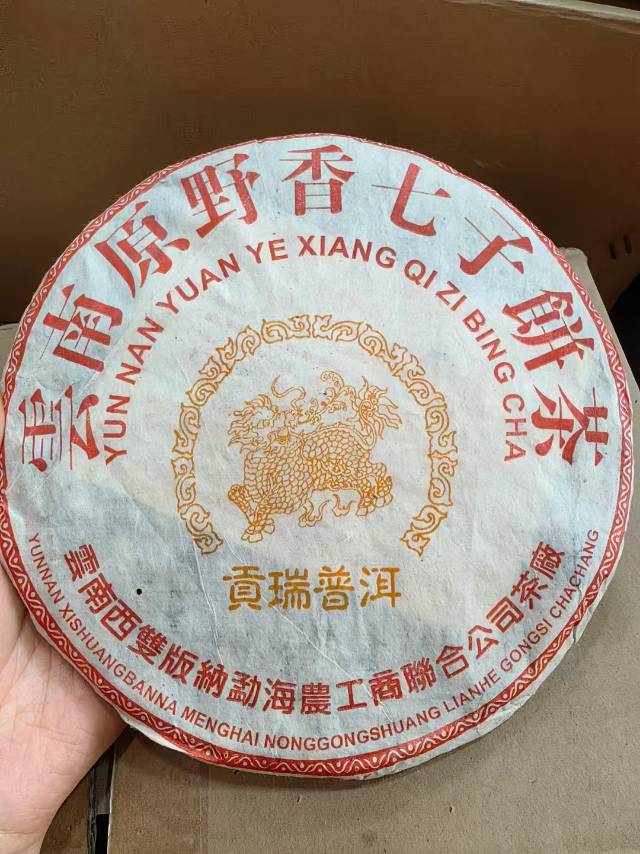 雲南原野香七子餅茶
YUN NAN YUAN YE XIANG QI ZI BING CHA
貢瑞普洱
雲南西雙版納勐海農工商聯合公司茶廠
YUNNAN XISHUANGBANNA MENGHAI NONGGONGSHUANG LIANHE GONGSI CHACHANG